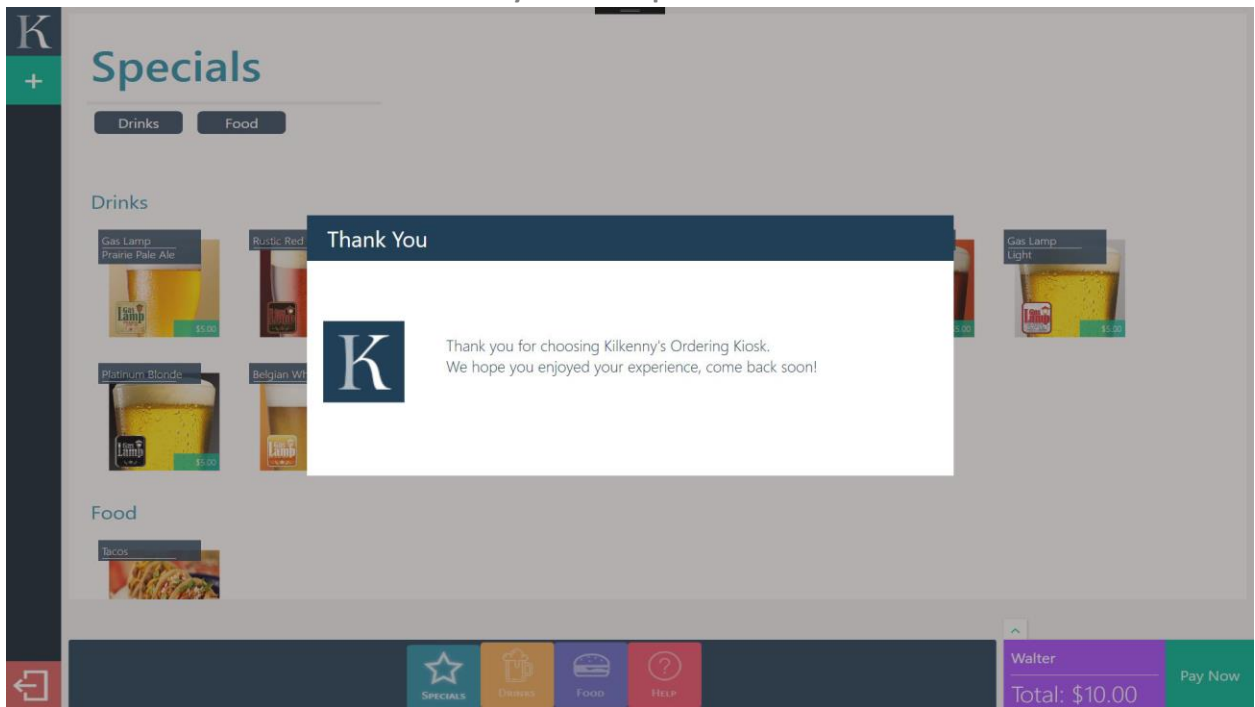 K
+
Specials
Drinks
Food
Drinks
Gas Lamp
Prairie Pale Ale
$5.00
Rustic Red
Gas Lamp
Light
$5.00
Thank You
K
Thank you for choosing Kilkenny's Ordering Kiosk.
We hope you enjoyed your experience, come back soon!
Platinum Blonde
Gas Lamp
$5.00
Belgian
Food
Tacos
SPECIALS
DRINKS
FOOD
HELP
Walter
Total: $10.00
Pay Now